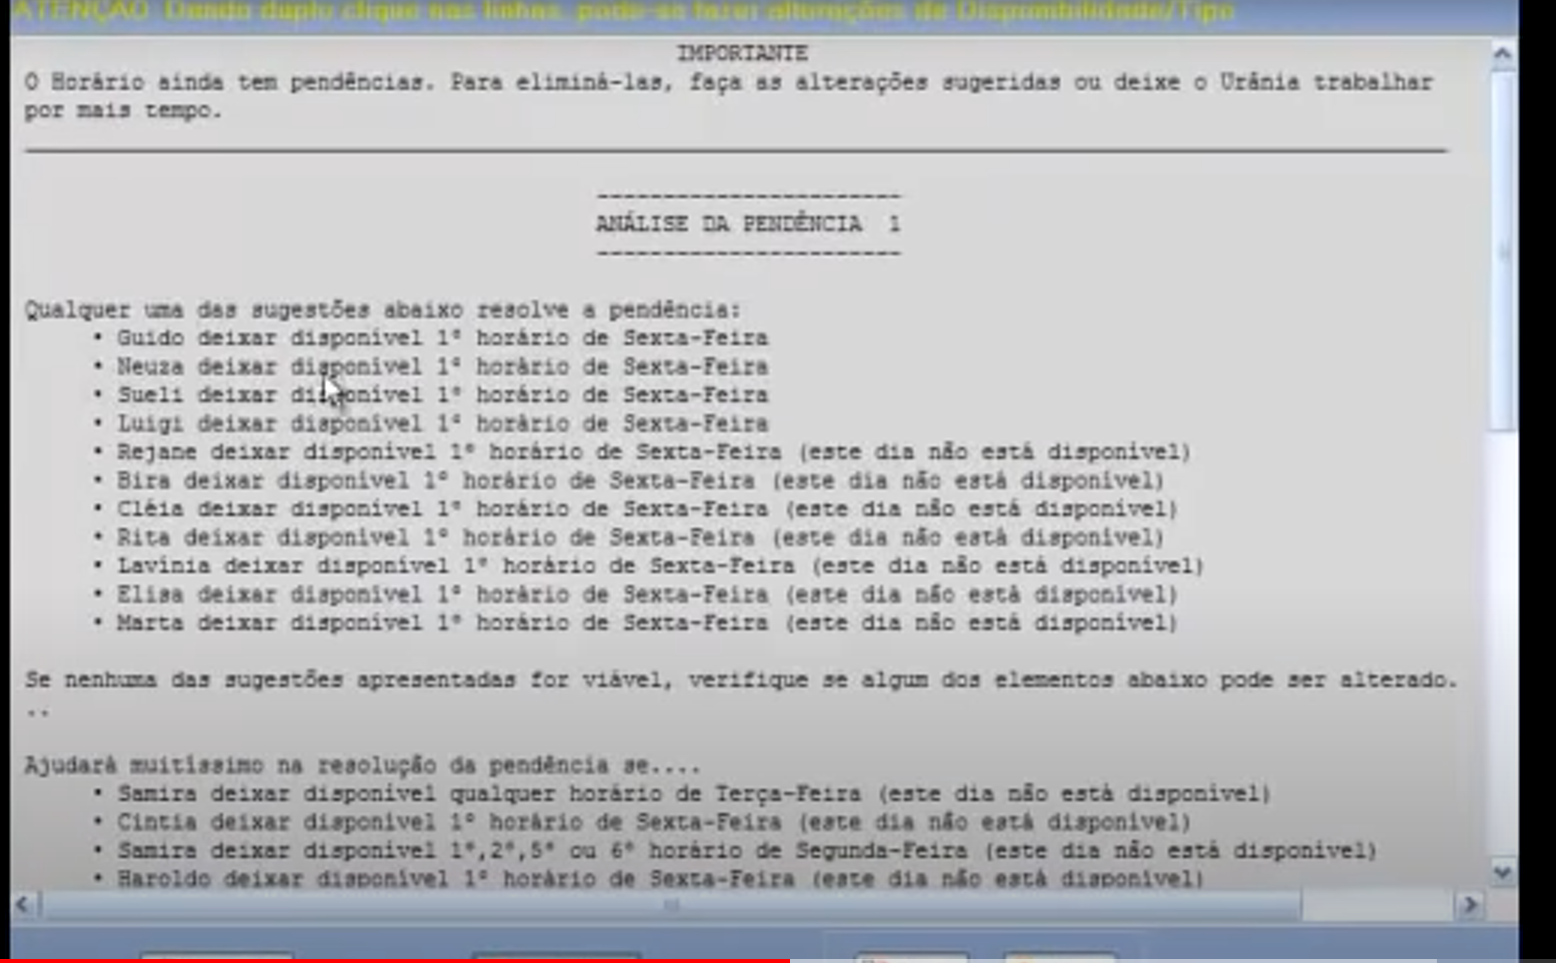 ATENÇÃO: Dando duplo clique nas linhas, pode-se fazer alterações de Disponibilidade/Tipo
IMPORTANTE
O Horário ainda tem pendências. Para eliminá-las, faça as alterações sugeridas ou deixe o Urânia trabalhar
por mais tempo.
-----------------------
ANÁLISE DA PENDÊNCIA 1
-----------------------
Qualquer uma das sugestões abaixo resolve a pendência:
• Guido deixar disponível 1º horário de Sexta-Feira
• Neuza deixar disponível 1º horário de Sexta-Feira
• Sueli deixar disponível 1º horário de Sexta-Feira
• Luigi deixar disponível 1º horário de Sexta-Feira
• Rejane deixar disponível 1º horário de Sexta-Feira (este dia não está disponível)
• Bira deixar disponível 1º horário de Sexta-Feira (este dia não está disponível)
• Cléia deixar disponível 1º horário de Sexta-Feira (este dia não está disponível)
• Rita deixar disponível 1º horário de Sexta-Feira (este dia não está disponível)
• Lavínia deixar disponível 1º horário de Sexta-Feira (este dia não está disponível)
• Elisa deixar disponível 1º horário de Sexta-Feira (este dia não está disponível)
• Marta deixar disponível 1º horário de Sexta-Feira (este dia não está disponível)
Se nenhuma das sugestões apresentadas for viável, verifique se algum dos elementos abaixo pode ser alterado.
..
Ajudará muitíssimo na resolução da pendência se....
• Samira deixar disponível qualquer horário de Terça-Feira (este dia não está disponível)
• Cintia deixar disponível 1º horário de Sexta-Feira (este dia não está disponível)
• Samira deixar disponível 1º,2º,5º ou 6º horário de Segunda-Feira (este dia não está disponível)
• Haroldo deixar disponível 1º horário de Sexta-Feira (este dia não está disponível)